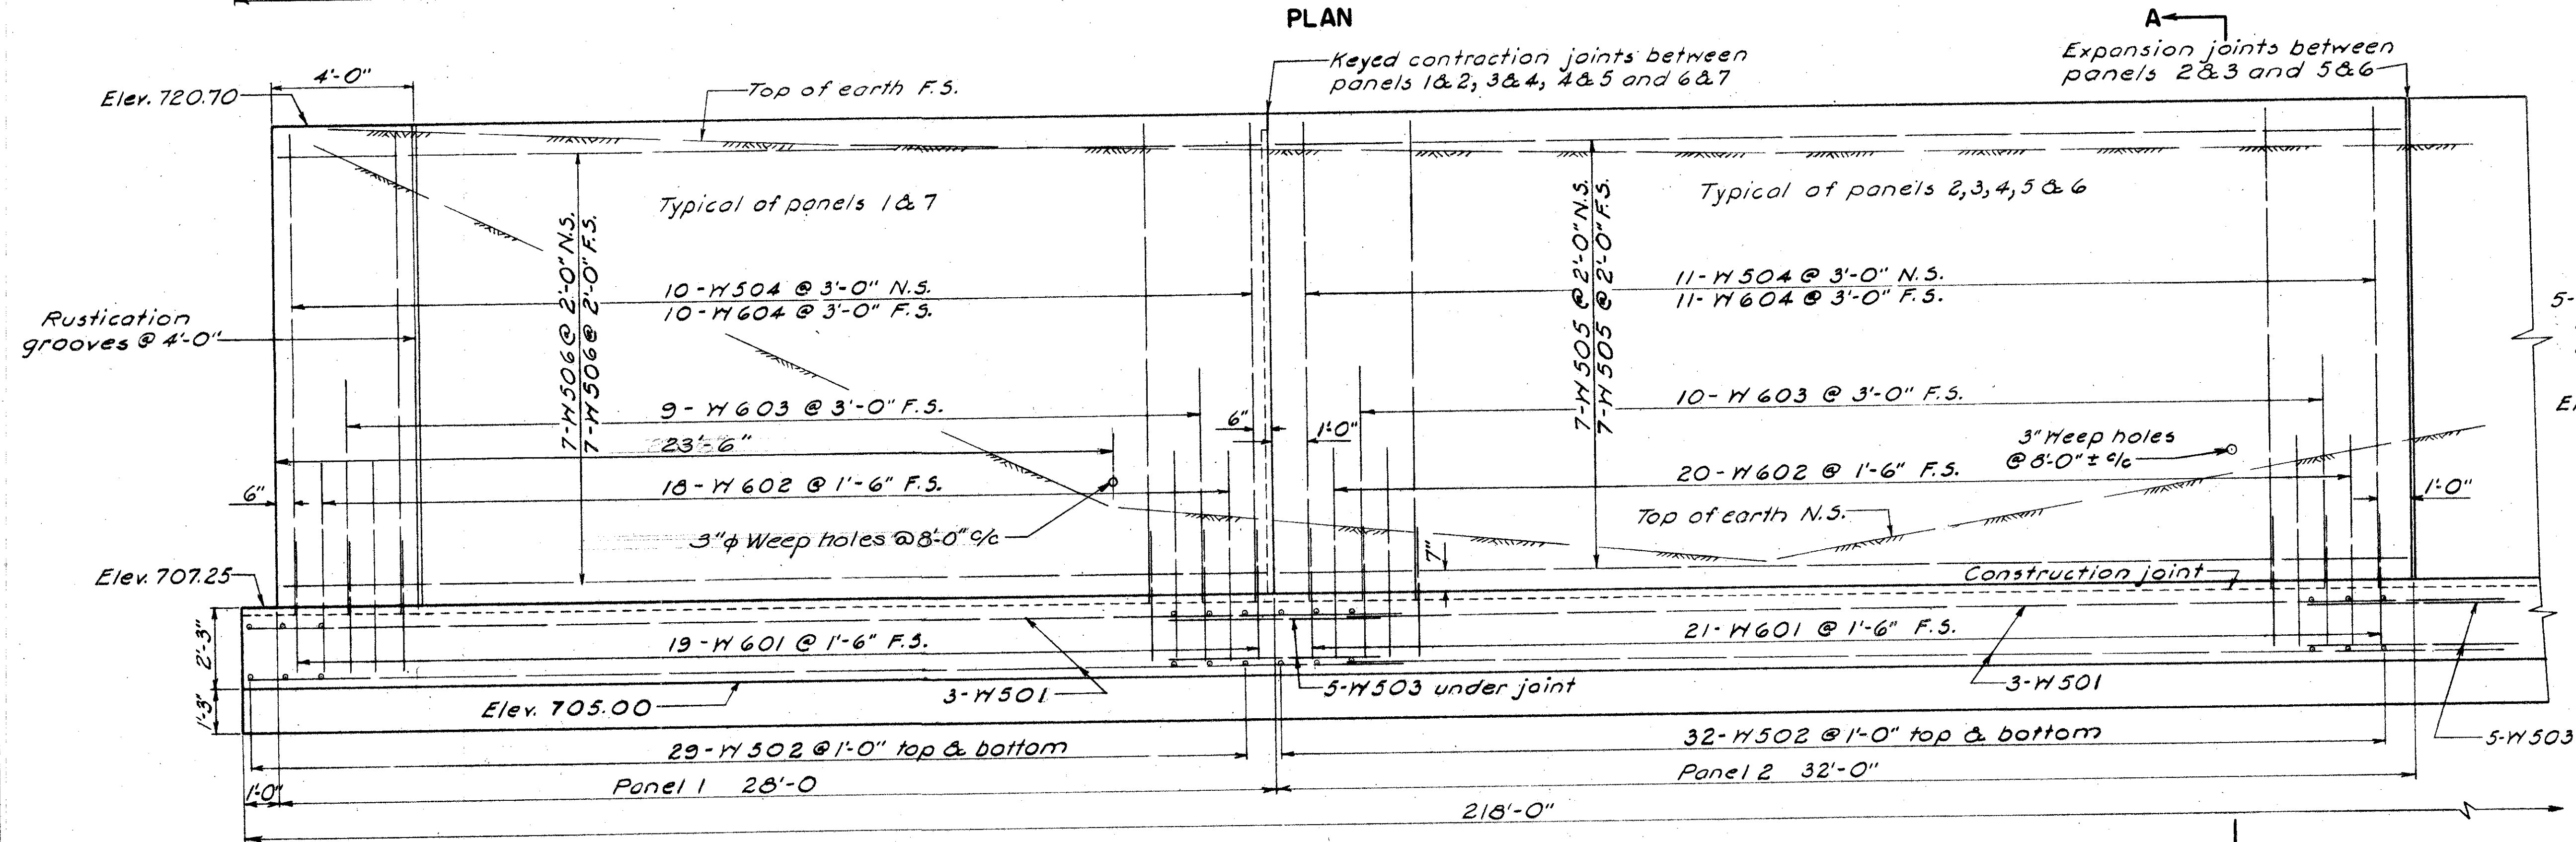 PLAN
A
Keyed contraction joints between
panels 1&2, 3&4, 4&5 and 6&7
Expansion joints between
panels 2&3 and 5&6
4'-0"
Elev. 720.70
Top of earth F.S.
Typical of panels 1&7
Typical of panels 2,3,4,5 & 6
7-W506 @ 2'-0" N.S.
7-W506 @ 2'-0" F.S.
7-W505 @ 2'-0" N.S.
7-W505 @ 2'-0" F.S.
10-W504 @ 3'-0" N.S.
10-W604 @ 3'-0" F.S.
11-W504 @ 3'-0" N.S.
11-W604 @ 3'-0" F.S.
5-
Rustication
grooves @ 4'-0"
9-W603 @ 3'-0" F.S.
6"
1'-0"
10-W603 @ 3'-0" F.S.
23'-6"
3" Weep holes
@ 8'-0" ± c/c
6"
18-W602 @ 1'-6" F.S.
20-W602 @ 1'-6" F.S.
1'-0"
Top of earth N.S.
3"φ Weep holes @ 8'-0" c/c
7"
Elev. 707.25
Construction joint
2'-3"
19-W601 @ 1'-6" F.S.
21-W601 @ 1'-6" F.S.
1'-3"
Elev. 705.00
3-W501
5-W503 under joint
3-W501
29-W502 @ 1'-0" top & bottom
32-W502 @ 1'-0" top & bottom
5-W503
1'-0"
Panel 1 28'-0
Panel 2 32'-0"
218'-0"